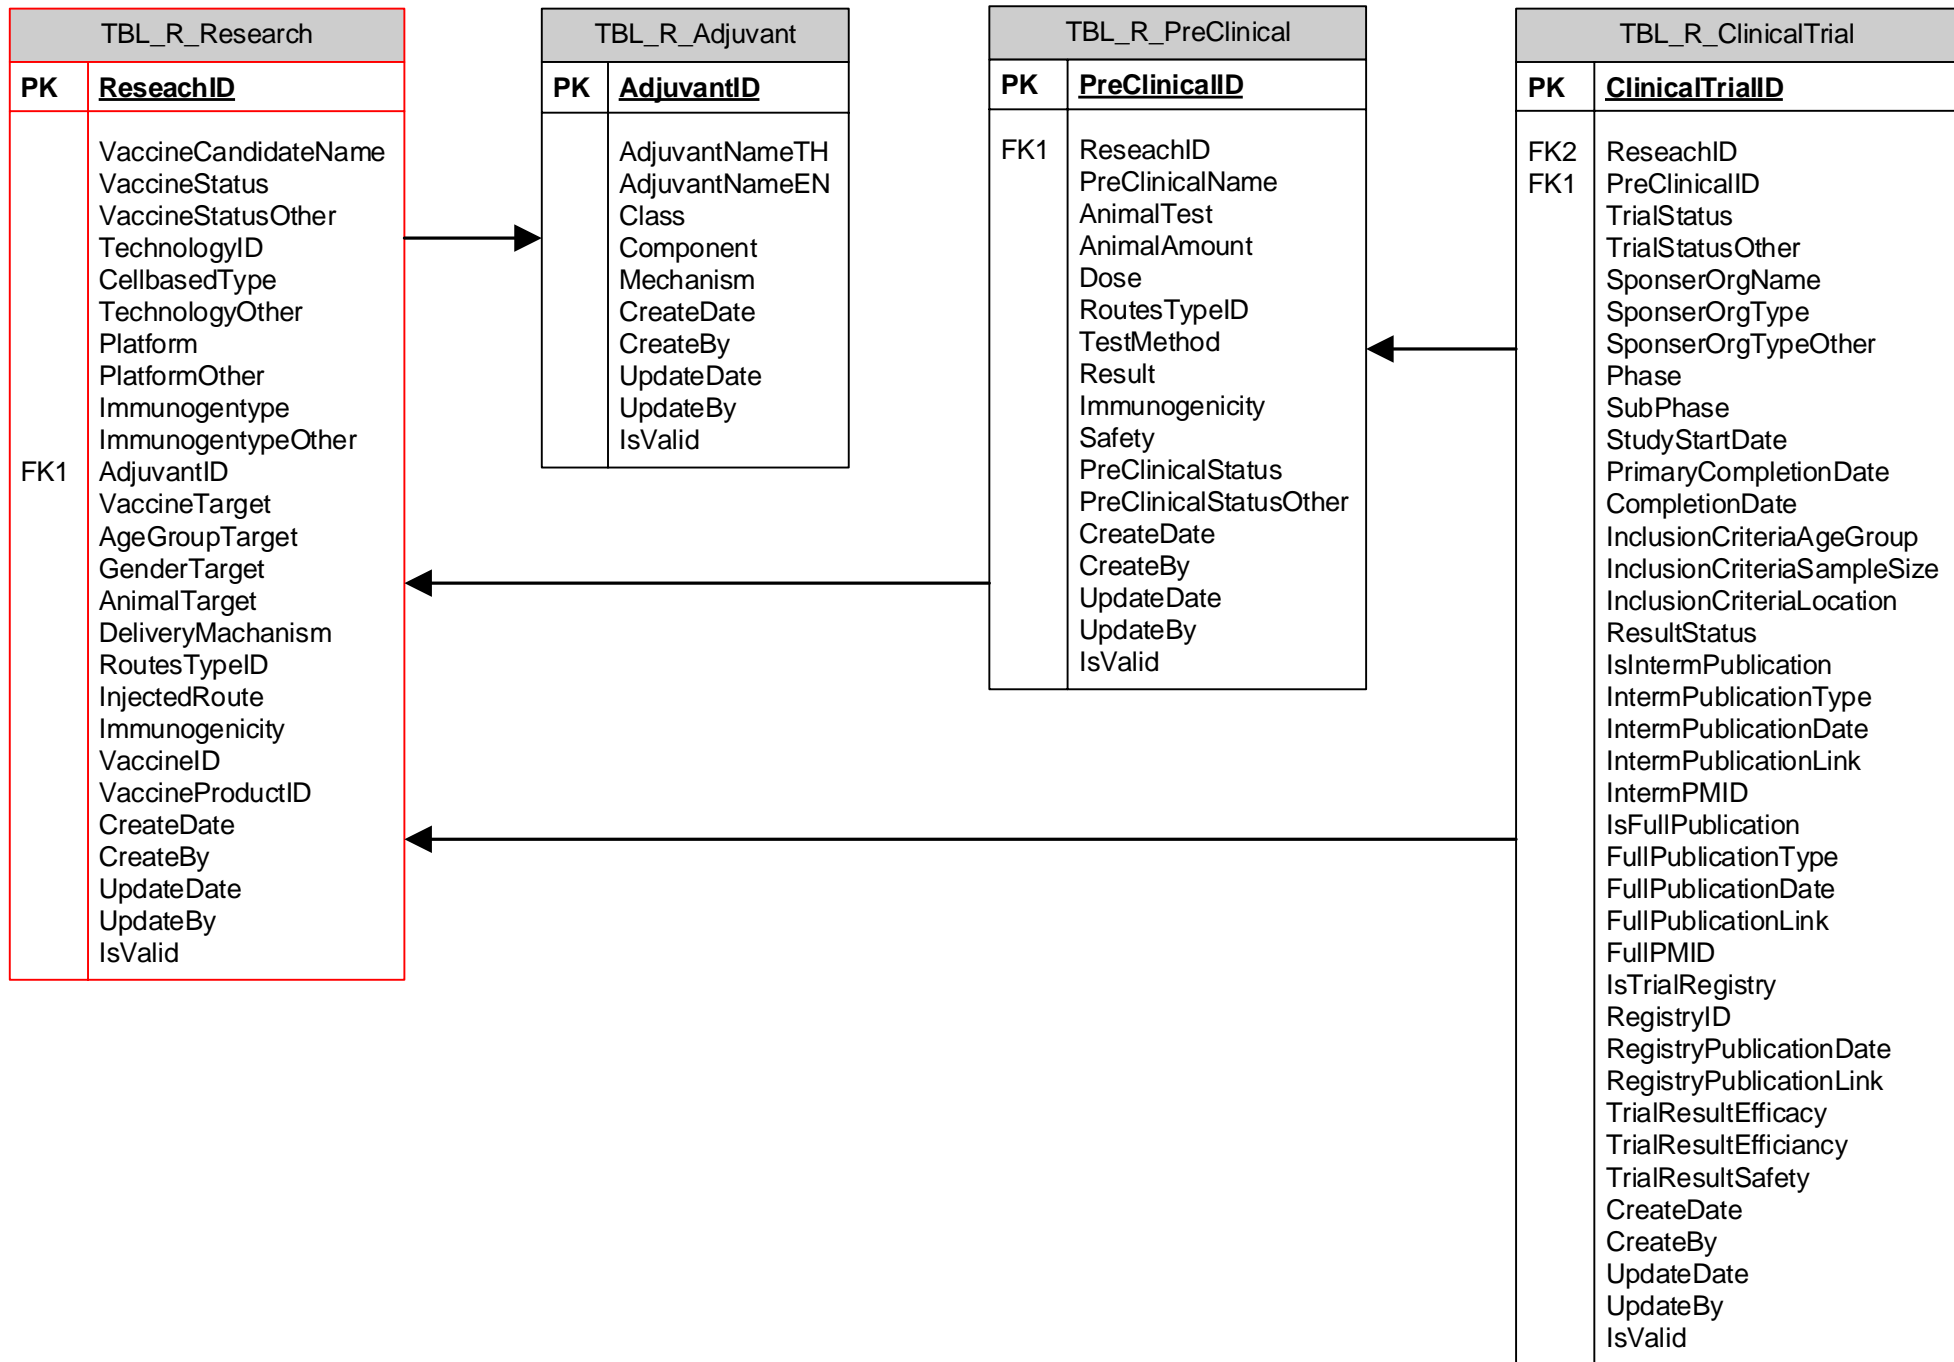 TBL_R_Research
PK ReseachID
VaccineCandidateName
VaccineStatus
VaccineStatusOther
TechnologyID
CellbasedType
TechnologyOther
Platform
PlatformOther
Immunogentype
ImmunogentypeOther
FK1 AdjuvantID
VaccineTarget
AgeGroupTarget
GenderTarget
AnimalTarget
DeliveryMachanism
RoutesTypeID
InjectedRoute
Immunogenicity
VaccineID
VaccineProductID
CreateDate
CreateBy
UpdateDate
UpdateBy
IsValid
TBL_R_Adjuvant
PK AdjuvantID
AdjuvantNameTH
AdjuvantNameEN
Class
Component
Mechanism
CreateDate
CreateBy
UpdateDate
UpdateBy
IsValid
TBL_R_PreClinical
PK PreClinicalID
FK1 ReseachID
PreClinicalName
AnimalTest
AnimalAmount
Dose
RoutesTypeID
TestMethod
Result
Immunogenicity
Safety
PreClinicalStatus
PreClinicalStatusOther
CreateDate
CreateBy
UpdateDate
UpdateBy
IsValid
TBL_R_ClinicalTrial
PK ClinicalTrialID
FK2 ReseachID
FK1 PreClinicalID
TrialStatus
TrialStatusOther
SponserOrgName
SponserOrgType
SponserOrgTypeOther
Phase
SubPhase
StudyStartDate
PrimaryCompletionDate
CompletionDate
InclusionCriteriaAgeGroup
InclusionCriteriaSampleSize
InclusionCriteriaLocation
ResultStatus
IsIntermPublication
IntermPublicationType
IntermPublicationDate
IntermPublicationLink
IntermPMID
IsFullPublication
FullPublicationType
FullPublicationDate
FullPublicationLink
FullPMID
IsTrialRegistry
RegistryID
RegistryPublicationDate
RegistryPublicationLink
TrialResultEfficacy
TrialResultEfficiancy
TrialResultSafety
CreateDate
CreateBy
UpdateDate
UpdateBy
IsValid